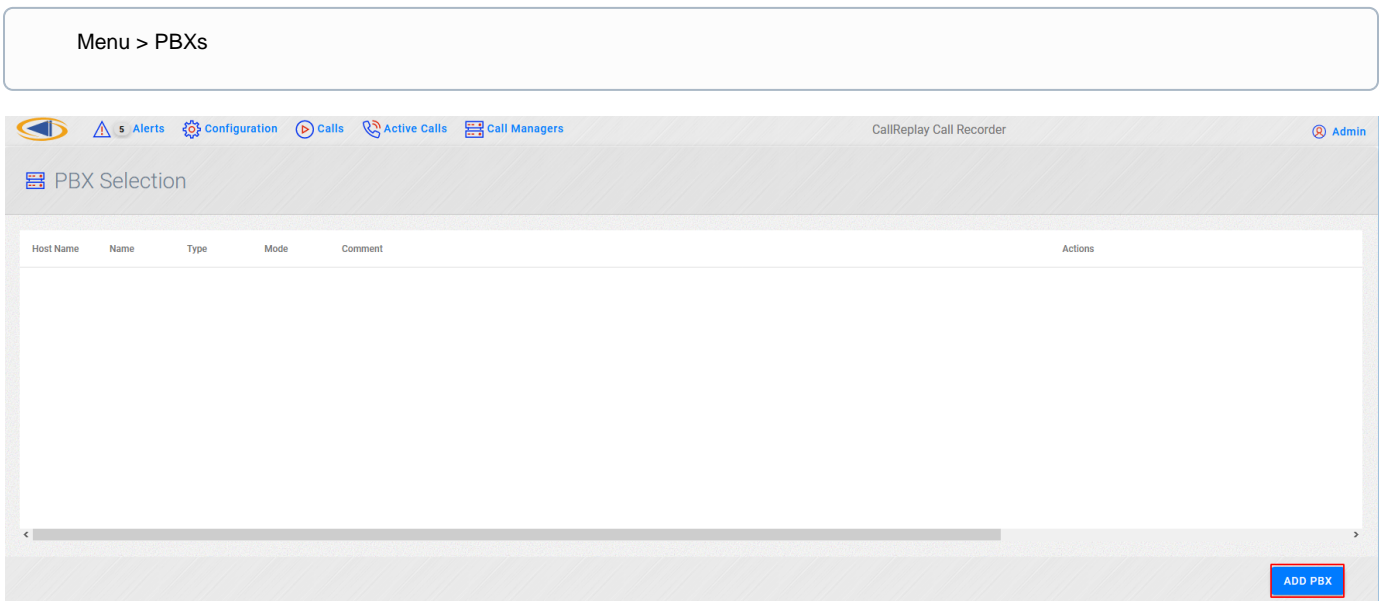 Menu > PBXs
5 Alerts Configuration Calls Active Calls Call Managers CallReplay Call Recorder Admin
PBX Selection
Host Name Name Type Mode Comment Actions
ADD PBX